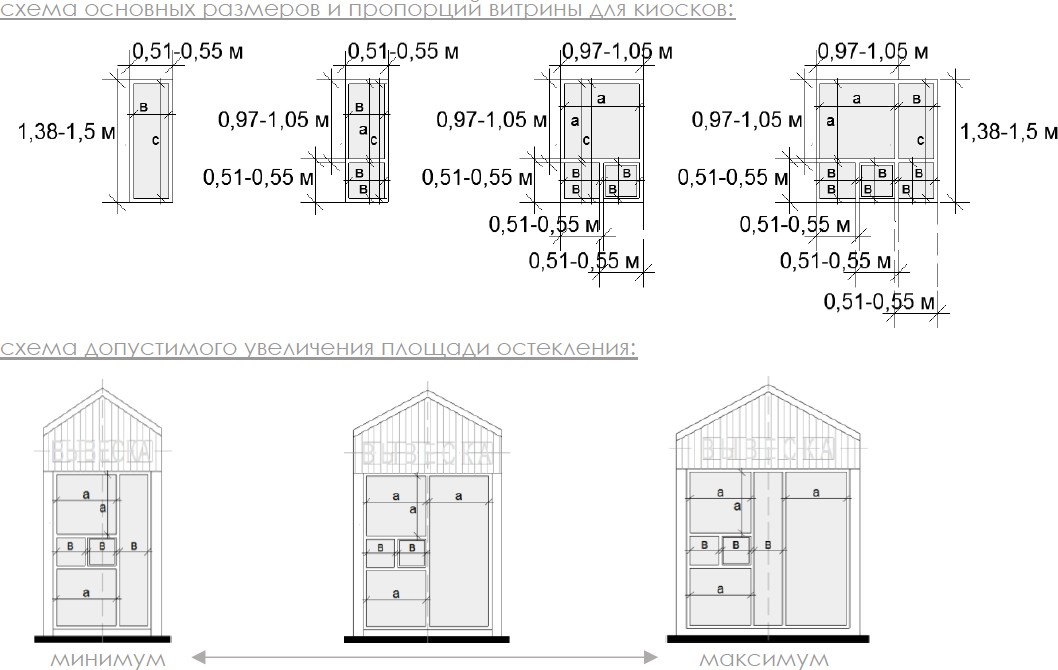 схема основных размеров и пропорций витрины для киосков:
0,51-0,55 м
0,51-0,55 м
0,97-1,05 м
0,97-1,05 м
1,38-1,5 м
в
с
0,97-1,05 м
0,51-0,55 м
в
а
с
в
в
0,97-1,05 м
0,51-0,55 м
а
а
с
в
в
в
в
0,51-0,55 м
0,51-0,55 м
0,97-1,05 м
0,51-0,55 м
а
в
а
с
в
в
в
в
в
в
1,38-1,5 м
0,51-0,55 м
0,51-0,55 м
0,51-0,55 м
схема допустимого увеличения площади остекления:
ВЫВЕСКА
ВЫВЕСКА
ВЫВЕСКА
а
а
в
в
в
а
а
а
а
в
в
а
а
а
а
в
в
в
а
минимум
максимум